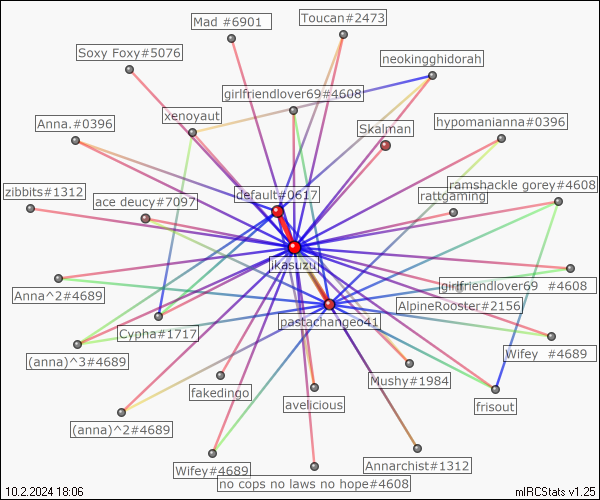 Mad #6901
Toucan#2473
Soxy Foxy#5076
neokingghidorah
girlfriendlover69#4608
xenoyaut
Anna.#0396
Skalman
hypomanianna#0396
zibbits#1312
ace deucy#7097
default#0617
rattgaming
ramshackle gorey#4608
ikasuzu
Anna^2#4689
girlfriendlover69 #4608
AlpineRooster#2156
Cypha#1717
pastachangeo41
(anna)^3#4689
Wifey #4689
fakedingo
Mushy#1984
avelicious
frisout
(anna)^2#4689
Wifey#4689
Annarchist#1312
no cops no laws no hope#4608
10.2.2024 18:06
mIRCStats v1.25